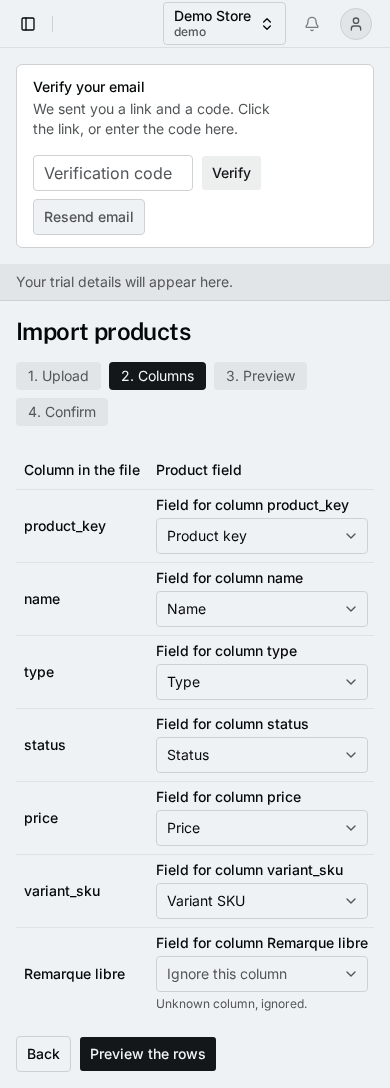 Demo Store
demo
Verify your email
We sent you a link and a code. Click
the link, or enter the code here.
Verification code
Verify
Resend email
Your trial details will appear here.
Import products
1. Upload
2. Columns
3. Preview
4. Confirm
Column in the file
Product field
product_key
Field for column product_key
Product key
name
Field for column name
Name
type
Field for column type
Type
status
Field for column status
Status
price
Field for column price
Price
variant_sku
Field for column variant_sku
Variant SKU
Remarque libre
Field for column Remarque libre
Ignore this column
Unknown column, ignored.
Back
Preview the rows